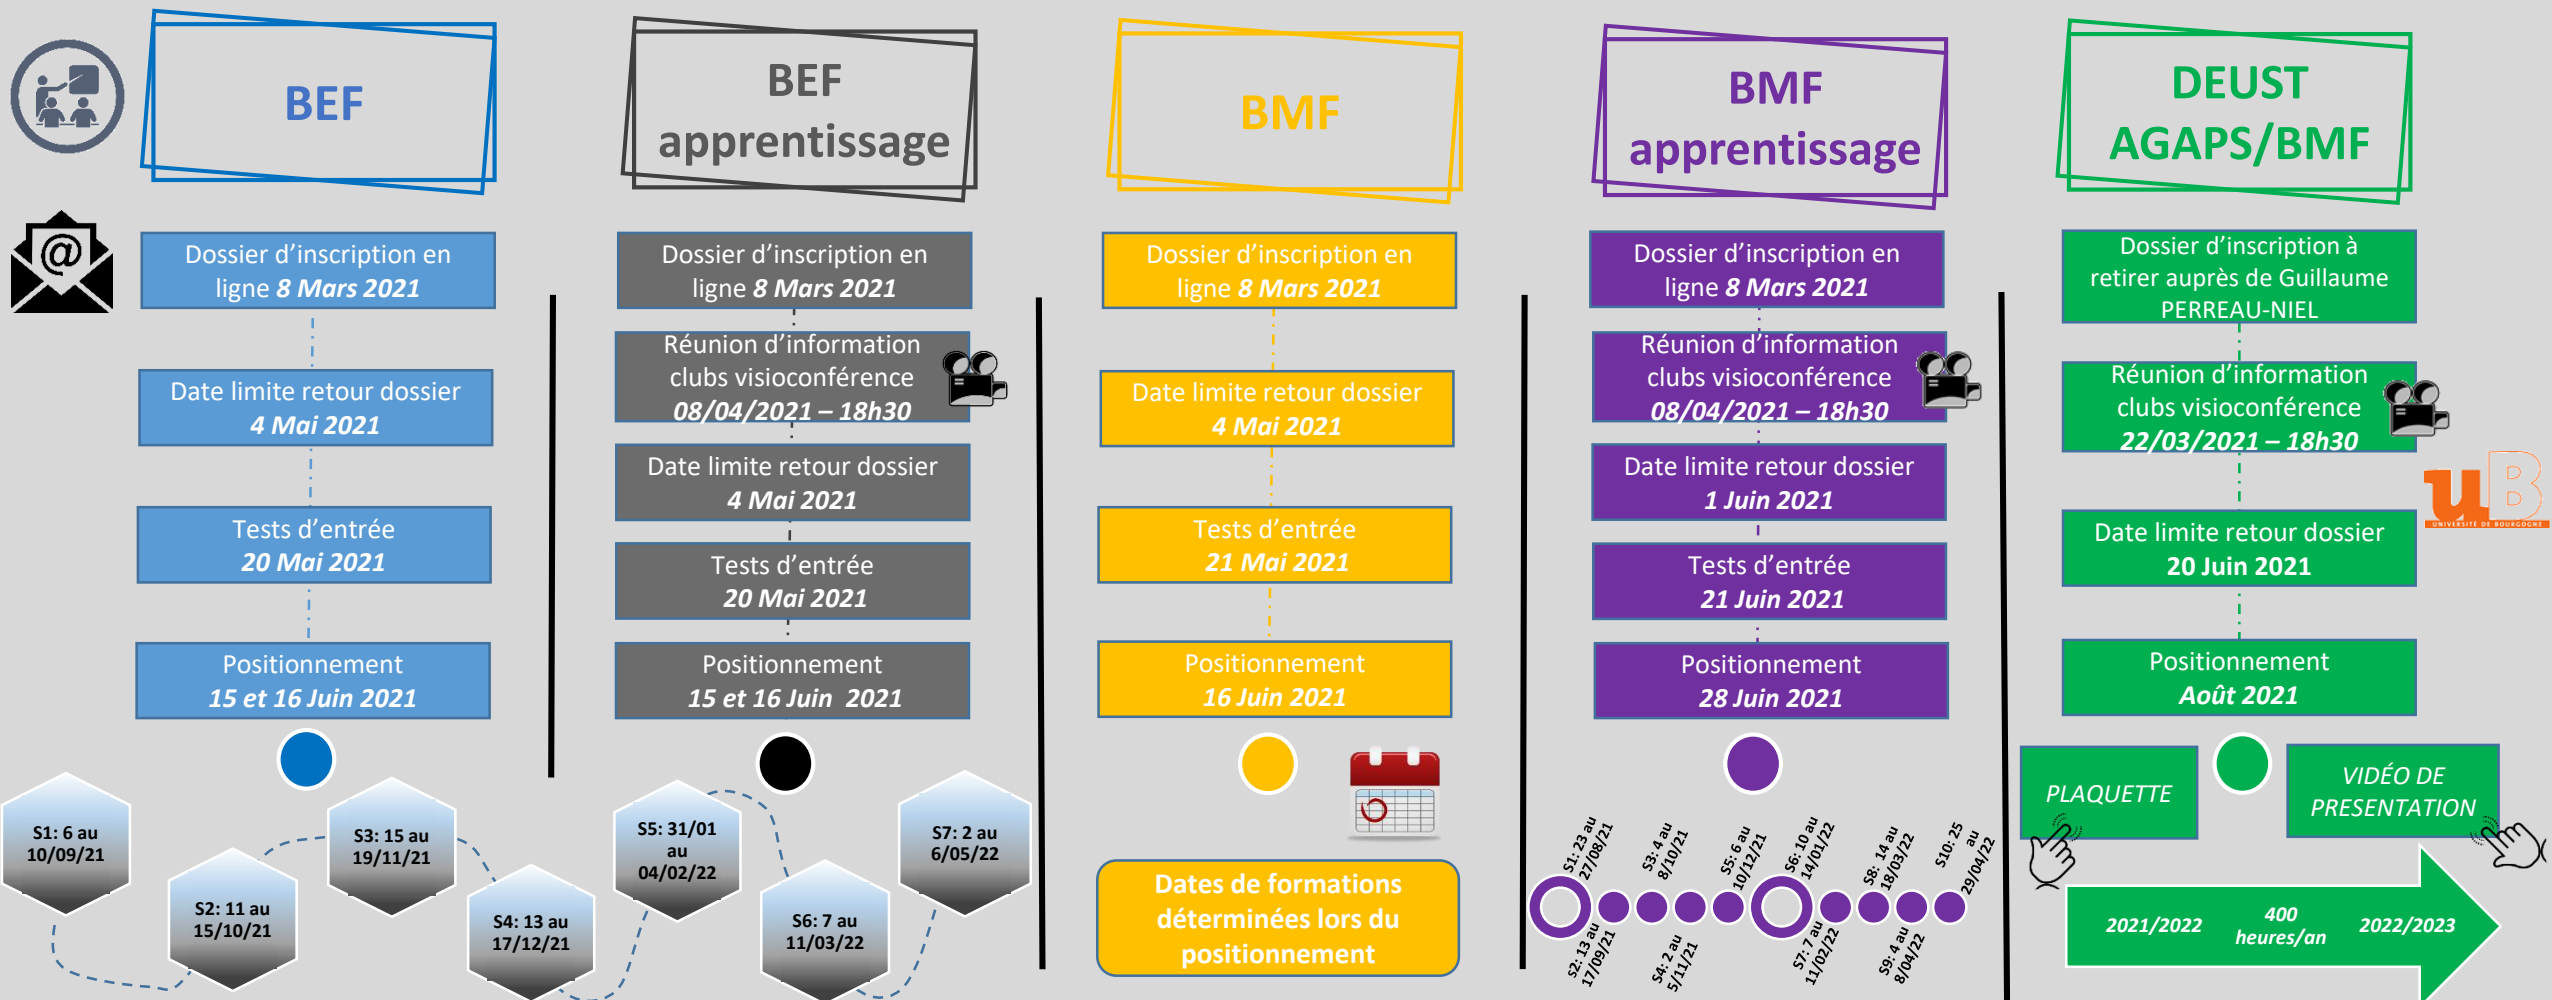 BEF
Dossier d'inscription en
ligne 8 Mars 2021
Date limite retour dossier
4 Mai 2021
Tests d'entrée
20 Mai 2021
Positionnement
15 et 16 Juin 2021
BEF
apprentissage
Dossier d'inscription en
ligne 8 Mars 2021
Réunion d'information
clubs visioconférence
08/04/2021 – 18h30
Date limite retour dossier
4 Mai 2021
Tests d'entrée
20 Mai 2021
Positionnement
15 et 16 Juin 2021
S1: 6 au
10/09/21
S2: 11 au
15/10/21
S3: 15 au
19/11/21
S4: 13 au
17/12/21
S5: 31/01
au
04/02/22
S6: 7 au
11/03/22
S7: 2 au
6/05/22
BMF
Dossier d'inscription en
ligne 8 Mars 2021
Date limite retour dossier
4 Mai 2021
Tests d'entrée
21 Mai 2021
Positionnement
16 Juin 2021
Dates de formations
déterminées lors du
positionnement
BMF
apprentissage
Dossier d'inscription en
ligne 8 Mars 2021
Réunion d'information
clubs visioconférence
08/04/2021 – 18h30
Date limite retour dossier
1 Juin 2021
Tests d'entrée
21 Juin 2021
Positionnement
28 Juin 2021
S1: 23 au
27/08/21
S2: 13 au
17/09/21
S3: 4 au
8/10/21
S4: 2 au
5/11/21
S5: 6 au
10/12/21
S6: 10 au
14/01/22
S7: 7 au
11/02/22
S8: 14 au
18/03/22
S9: 4 au
8/04/22
S10: 25
au
29/04/22
DEUST
AGAPS/BMF
Dossier d'inscription à
retirer auprès de Guillaume
PERREAU-NIEL
Réunion d'information
clubs visioconférence
22/03/2021 – 18h30
uB
UNIVERSITÉ DE BOURGOGNE
Date limite retour dossier
20 Juin 2021
Positionnement
Août 2021
PLAQUETTE
VIDÉO DE
PRESENTATION
2021/2022
400
heures/an
2022/2023